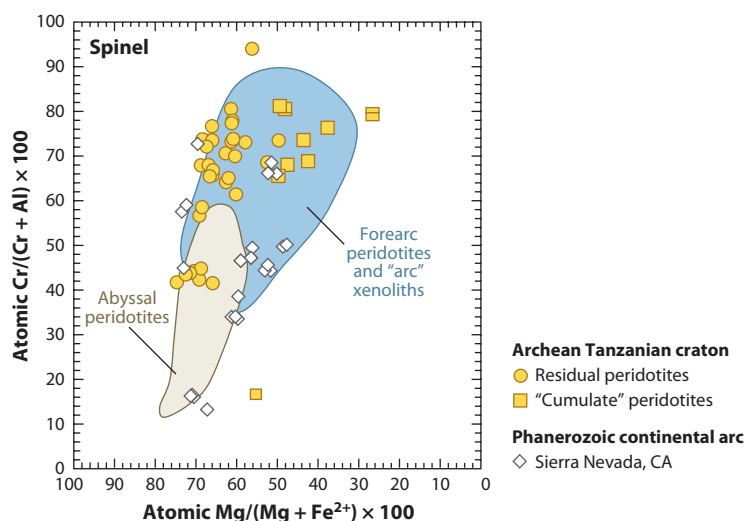 Spinel
100
90
80
70
60
50
40
30
20
10
0
Atomic Cr/(Cr + Al) × 100
Forearc
peridotites
and “arc”
xenoliths
Abyssal
peridotites
100 90 80 70 60 50 40 30 20 10 0
Atomic Mg/(Mg + Fe²⁺) × 100
Archean Tanzanian craton
Residual peridotites
“Cumulate” peridotites
Phanerozoic continental arc
Sierra Nevada, CA